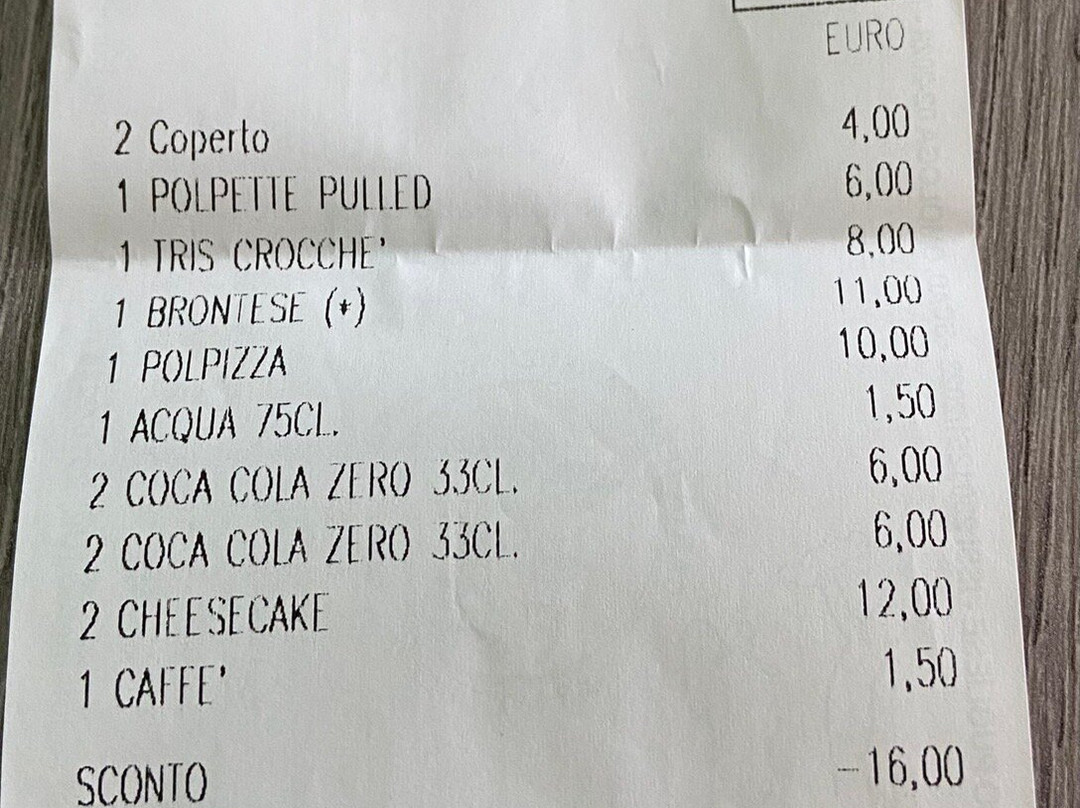 EURO
2 Coperto 4,00
1 POLPETTE PULLED 6,00
1 TRIS CROCCHE' 8,00
1 BRONTESE (*) 11,00
1 POLPIZZA 10,00
1 ACQUA 75CL. 1,50
2 COCA COLA ZERO 33CL. 6,00
2 COCA COLA ZERO 33CL. 6,00
2 CHEESECAKE 12,00
1 CAFFE' 1,50
SCONTO -16,00